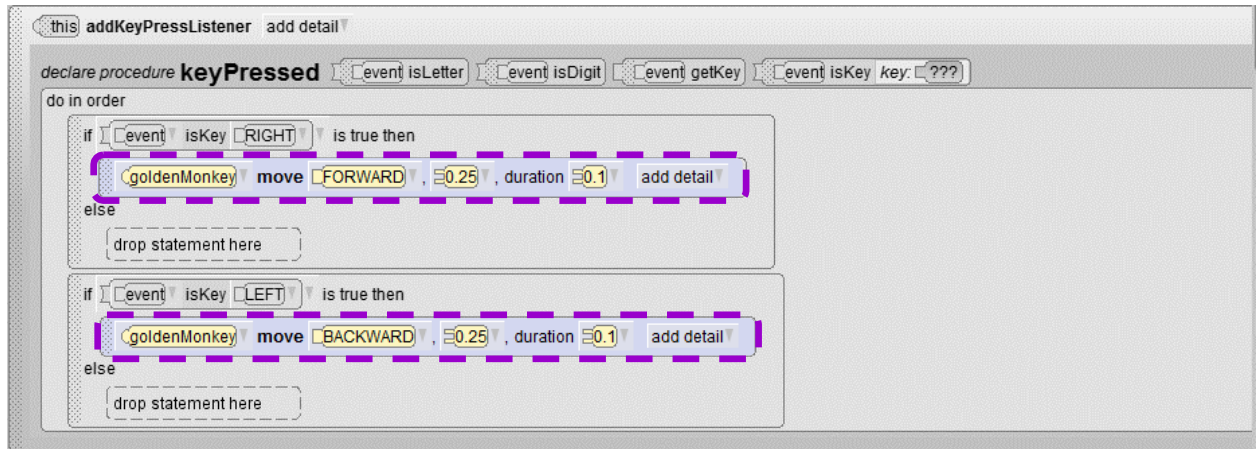 this addKeyPressListener add detail
declare procedure keyPressed event isLetter event isDigit event getKey event isKey key: ???
do in order
if event isKey RIGHT is true then
goldenMonkey move FORWARD , 0.25 , duration 0.1 add detail
else
drop statement here
if event isKey LEFT is true then
goldenMonkey move BACKWARD , 0.25 , duration 0.1 add detail
else
drop statement here